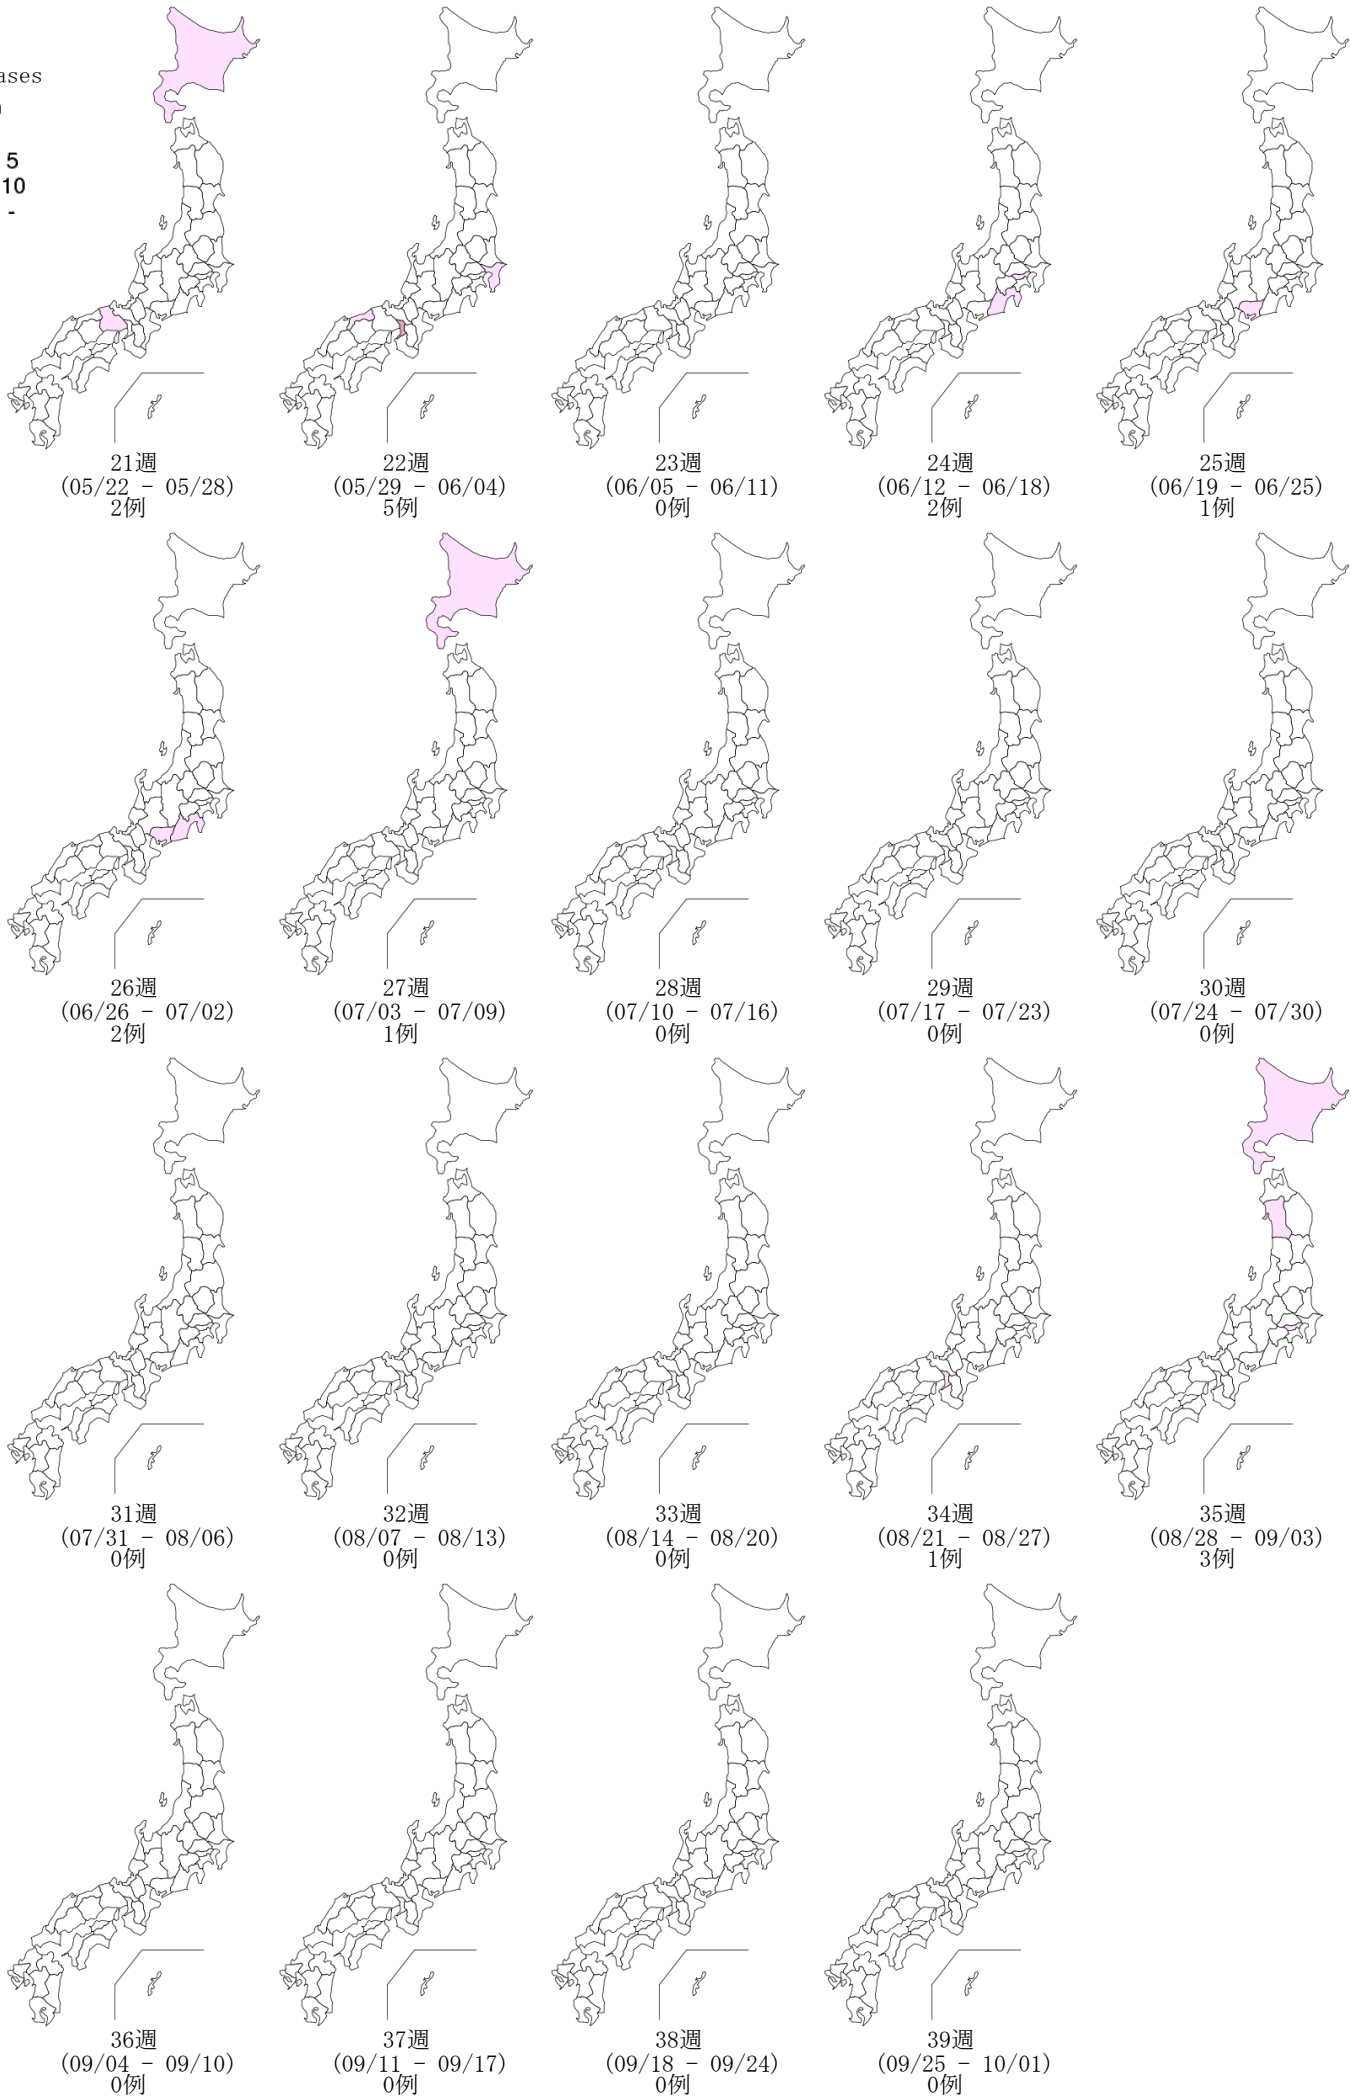 ases
5
10
-
21週
(05/22 - 05/28)
2例
22週
(05/29 - 06/04)
5例
23週
(06/05 - 06/11)
0例
24週
(06/12 - 06/18)
2例
25週
(06/19 - 06/25)
1例
26週
(06/26 - 07/02)
2例
27週
(07/03 - 07/09)
1例
28週
(07/10 - 07/16)
0例
29週
(07/17 - 07/23)
0例
30週
(07/24 - 07/30)
0例
31週
(07/31 - 08/06)
0例
32週
(08/07 - 08/13)
0例
33週
(08/14 - 08/20)
0例
34週
(08/21 - 08/27)
1例
35週
(08/28 - 09/03)
3例
36週
(09/04 - 09/10)
0例
37週
(09/11 - 09/17)
0例
38週
(09/18 - 09/24)
0例
39週
(09/25 - 10/01)
0例